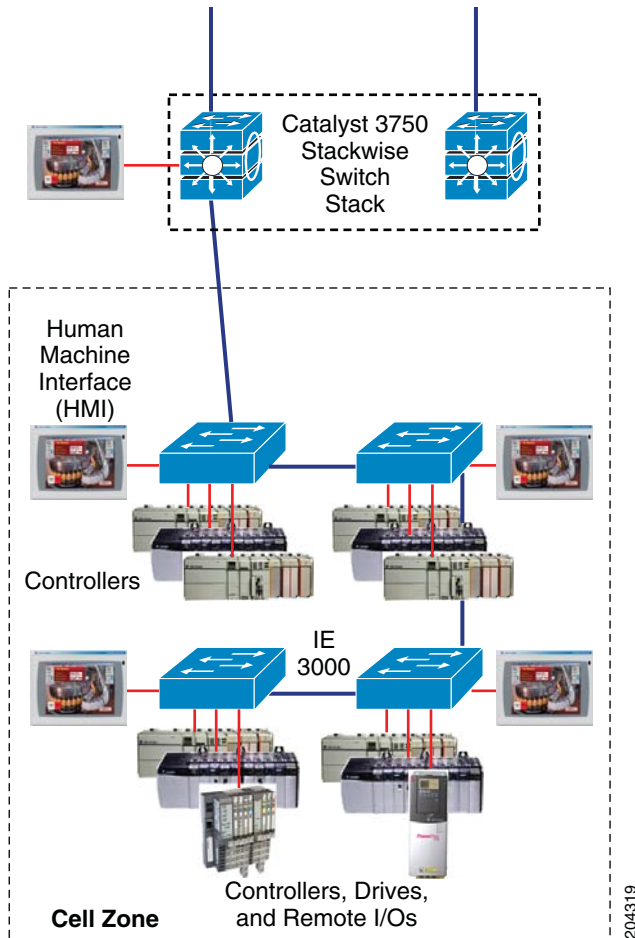 Catalyst 3750
Stackwise
Switch
Stack
Human
Machine
Interface
(HMI)
Controllers
IE
3000
Controllers, Drives,
and Remote I/Os
Cell Zone
204319